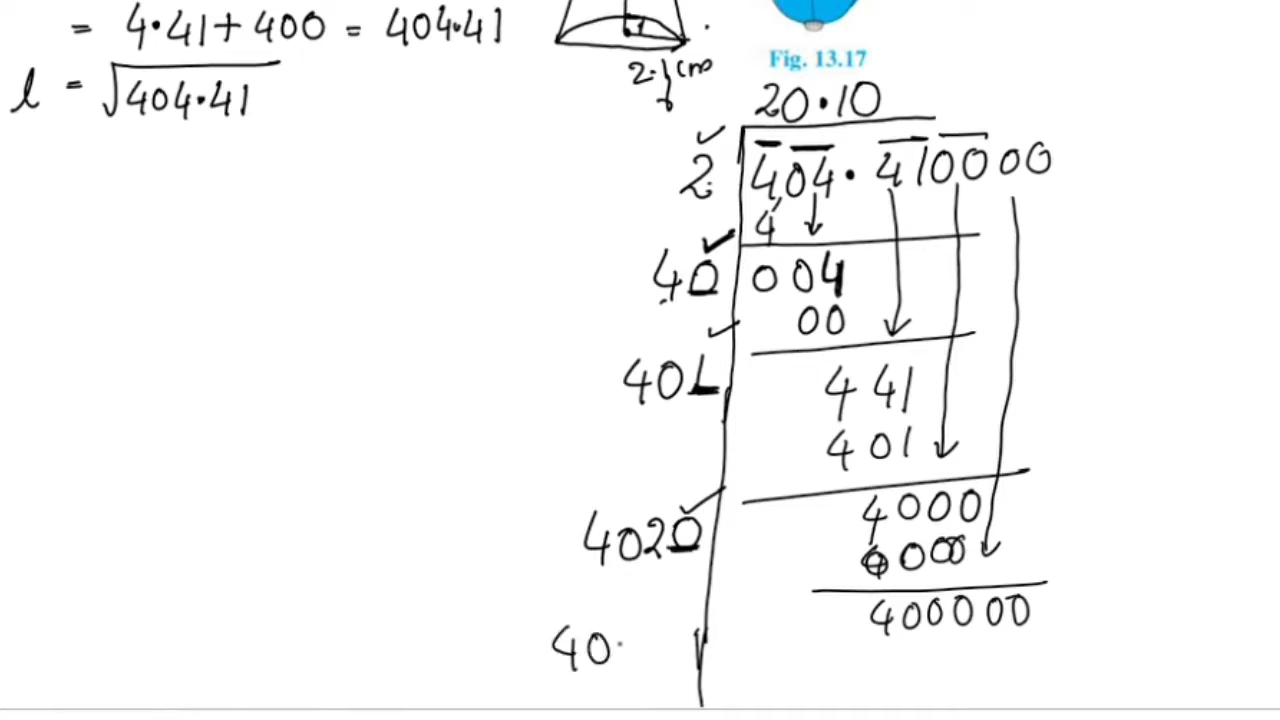 = 4·41 + 400 = 404·41
l = √404·41
2·1 cm
Fig. 13.17
20·10
2 404·410000
4
40 004
00
401 441
401
4020 4000
0000
400000
40·